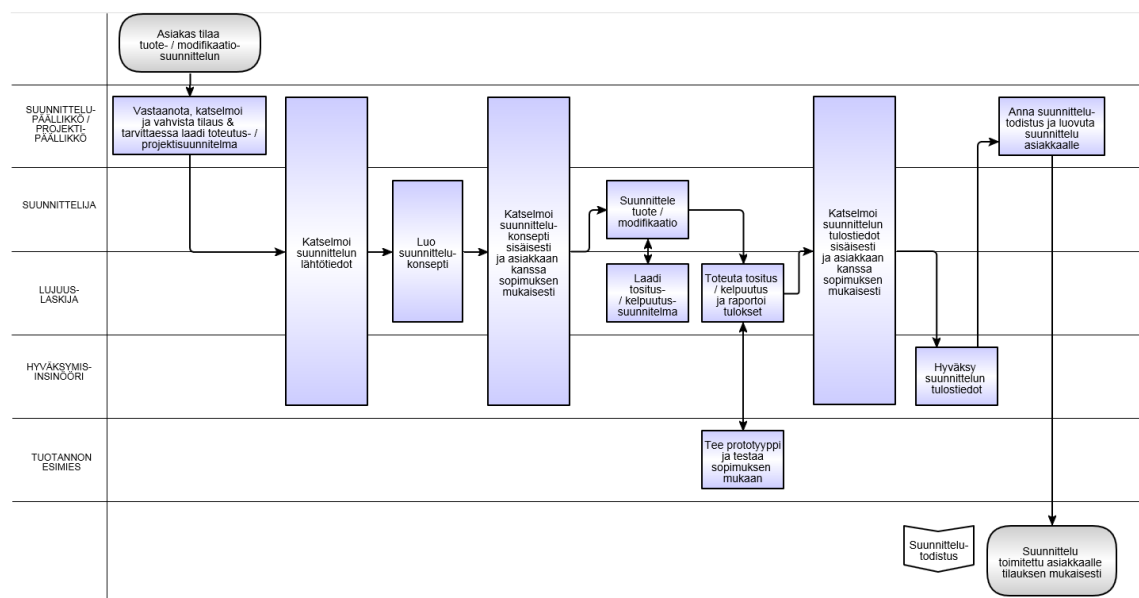 Asiakas tilaa
tuote- / modifikaatio-
suunnittelun
SUUNNITTELU-
PÄÄLLIKKÖ /
PROJEKTI-
PÄÄLLIKKÖ
Vastaanota, katselmoi
ja vahvista tilaus &
tarvittaessa laadi toteutus- /
projektisuunnitelma
Anna suunnittelu-
todistus ja luovuta
suunnittelu
asiakkaalle
SUUNNITTELIJA
Katselmoi
suunnittelun
lähtötiedot
Luo
suunnittelu-
konsepti
Katselmoi
suunnittelu-
konsepti
sisäisesti
ja asiakkaan
kanssa
sopimuksen
mukaisesti
Suunnittele
tuote /
modifikaatio
Katselmoi
suunnittelun
tulostiedot
sisäisesti
ja asiakkaan
kanssa
sopimuksen
mukaisesti
LUJUUS-
LASKIJA
Laadi
tositus-
/ kelpuutus-
suunnitelma
Toteuta tositus
/ kelpuutus
ja raportoi
tulokset
HYVÄKSYMIS-
INSINÖÖRI
Hyväksy
suunnittelun
tulostiedot
TUOTANNON
ESIMIES
Tee prototyyppi
ja testaa
sopimuksen
mukaan
Suunnittelu-
todistus
Suunnittelu
toimitettu asiakkaalle
tilauksen mukaisesti